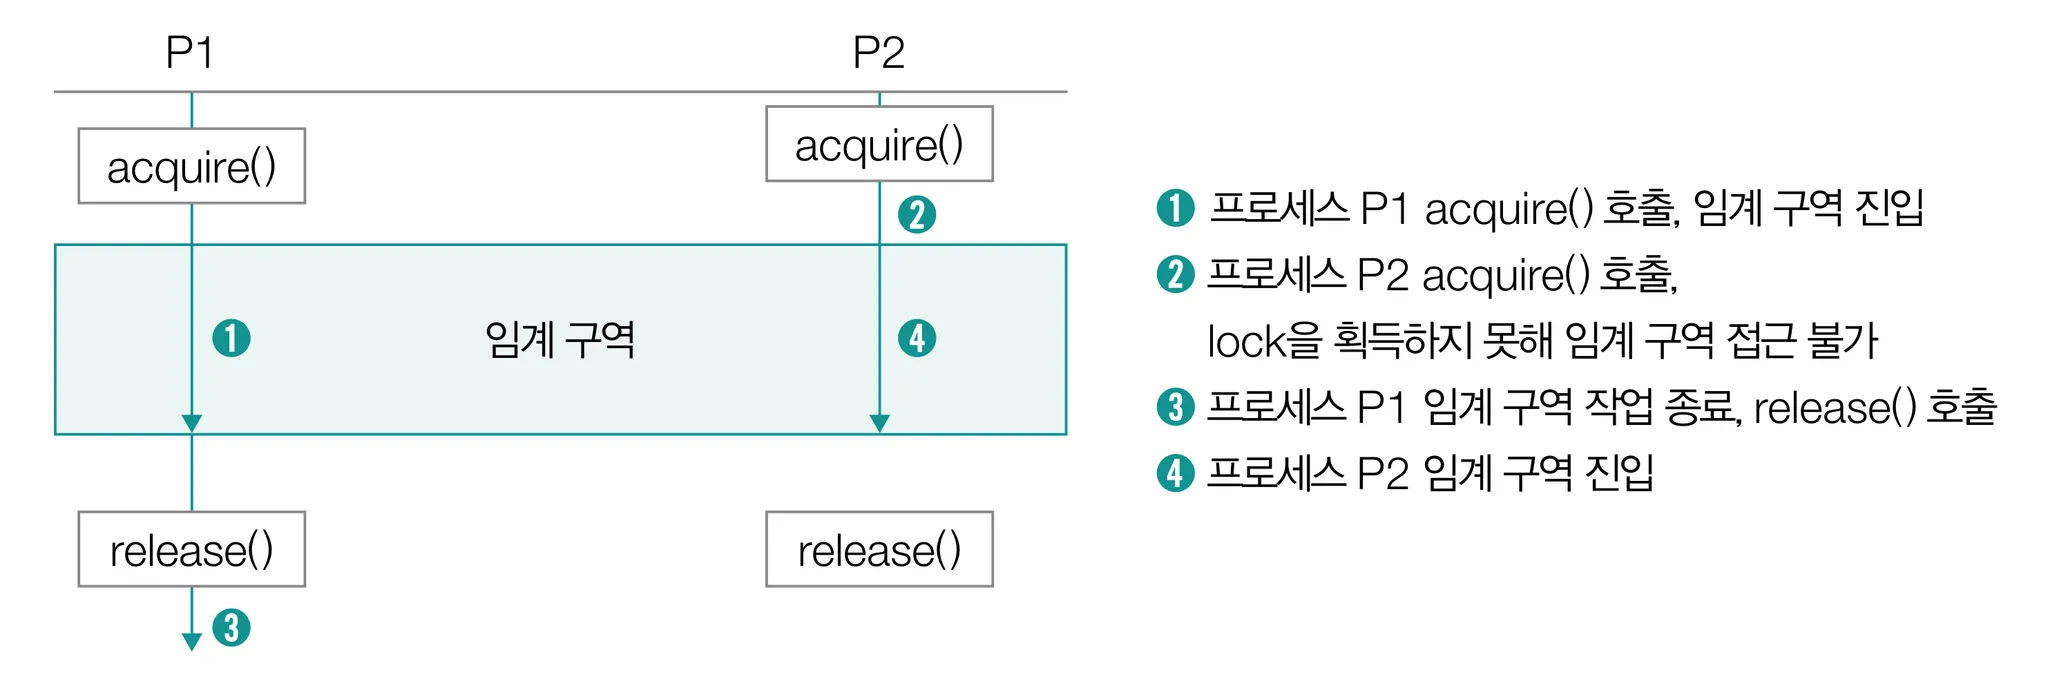 P1
P2
acquire()
acquire()
2
1
임계 구역
4
release()
release()
3
1 프로세스 P1 acquire() 호출, 임계 구역 진입
2 프로세스 P2 acquire() 호출,
lock을 획득하지 못해 임계 구역 접근 불가
3 프로세스 P1 임계 구역 작업 종료, release() 호출
4 프로세스 P2 임계 구역 진입